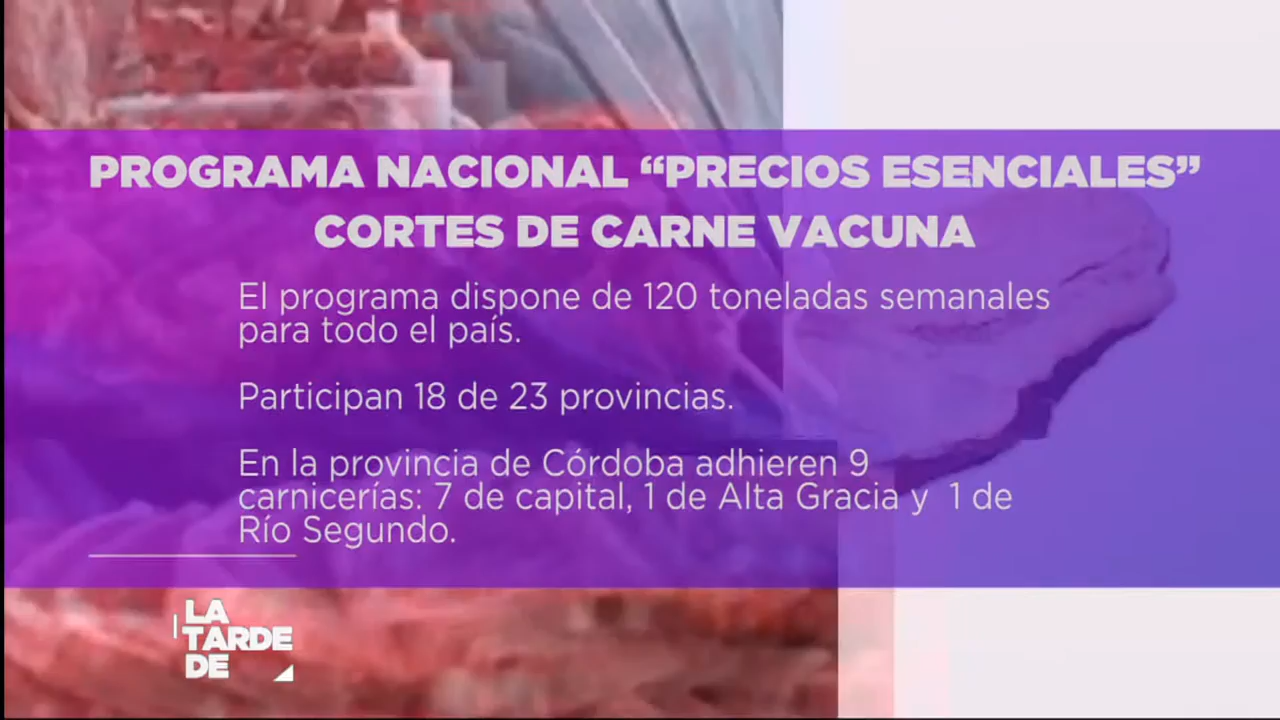 PROGRAMA NACIONAL “PRECIOS ESENCIALES”
CORTES DE CARNE VACUNA
El programa dispone de 120 toneladas semanales
para todo el país.
Participan 18 de 23 provincias.
En la provincia de Córdoba adhieren 9
carnicerías: 7 de capital, 1 de Alta Gracia y 1 de
Río Segundo.
LA
TARDE
DE